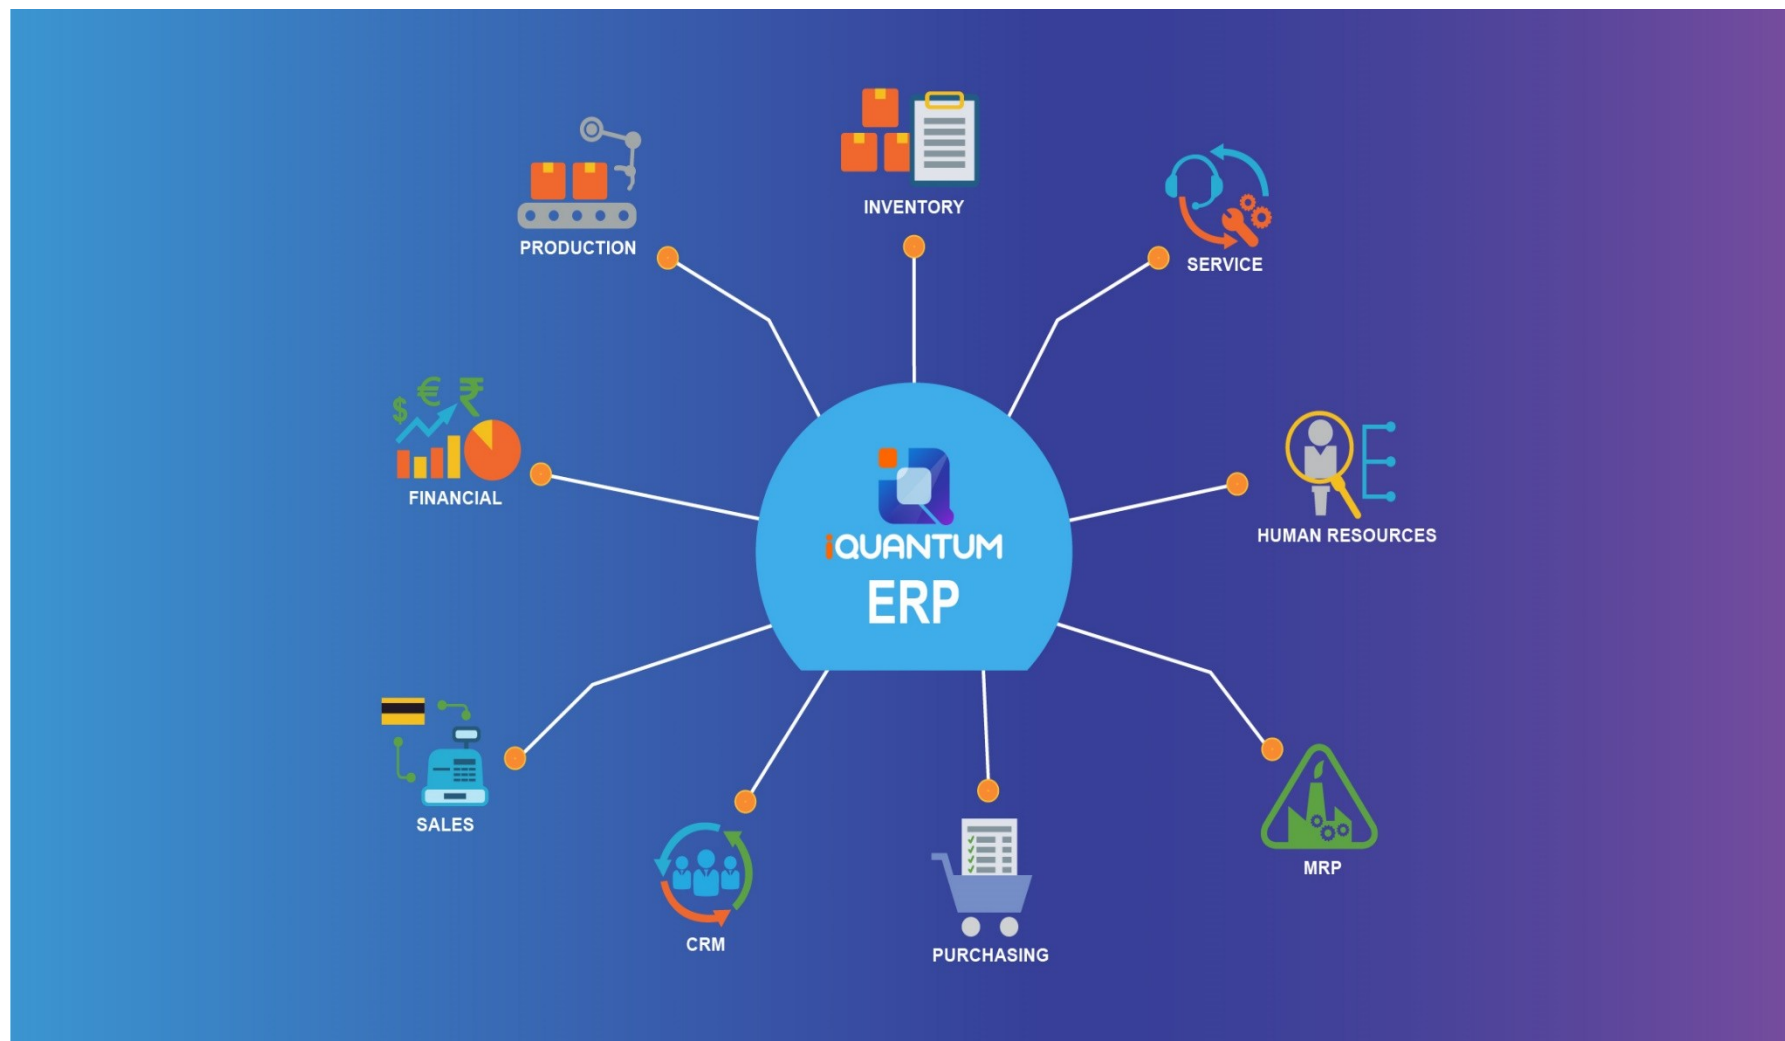 INVENTORY
PRODUCTION
SERVICE
$ € ₹
FINANCIAL
HUMAN RESOURCES
iQUANTUM
ERP
SALES
MRP
CRM
PURCHASING